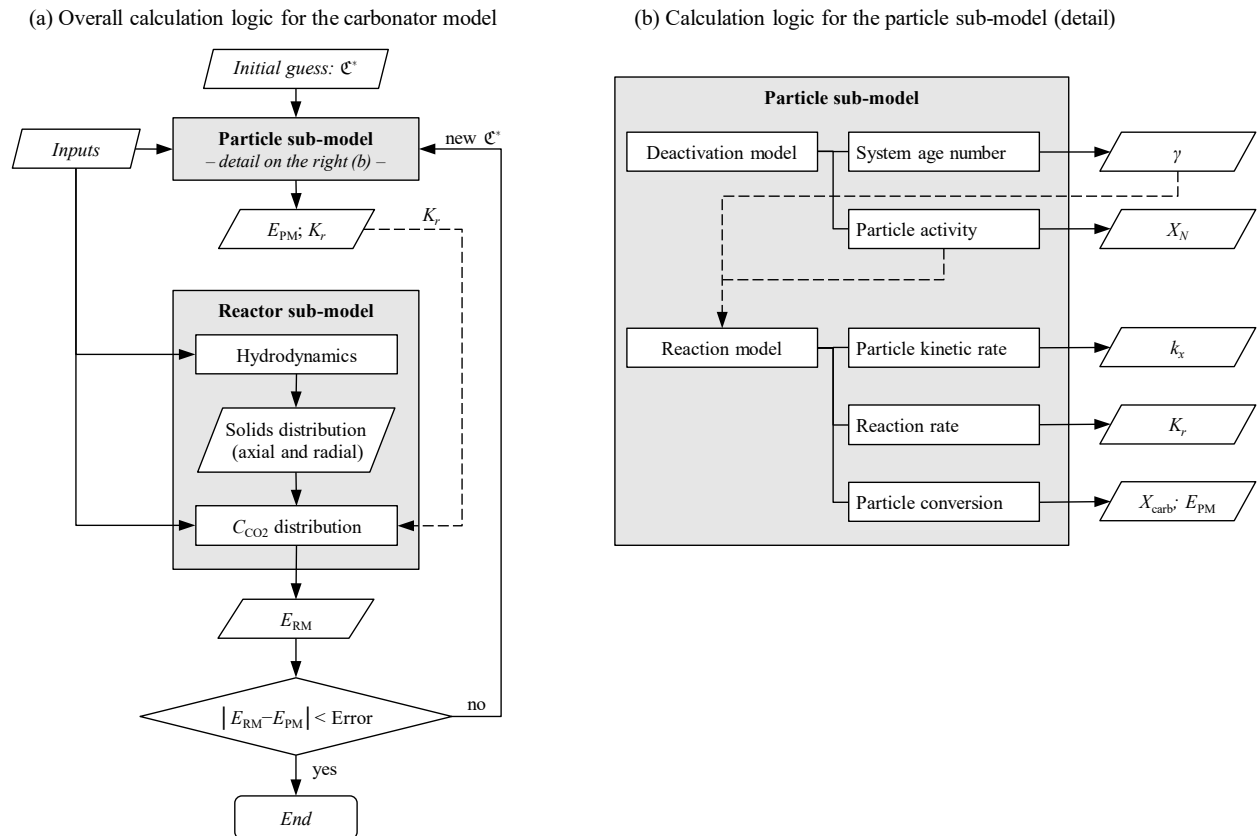 (a) Overall calculation logic for the carbonator model
Initial guess: ℭ*
Inputs
Particle sub-model
– detail on the right (b) –
new ℭ*
E_PM; K_r
K_r
Reactor sub-model
Hydrodynamics
Solids distribution
(axial and radial)
C_CO2 distribution
E_RM
|E_RM−E_PM| < Error
no
yes
End
(b) Calculation logic for the particle sub-model (detail)
Particle sub-model
Deactivation model
System age number
γ
Particle activity
X_N
Reaction model
Particle kinetic rate
k_x
Reaction rate
K_r
Particle conversion
X_carb; E_PM